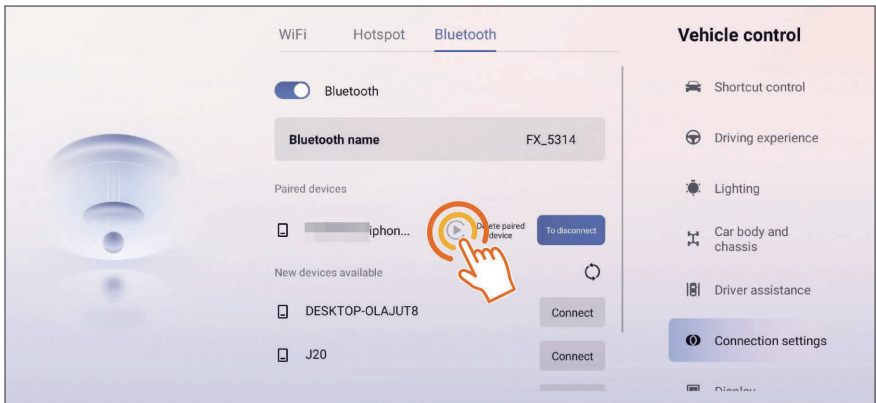 WiFi Hotspot Bluetooth
Bluetooth
Bluetooth name FX_5314
Paired devices
iphon...
paired
device
To disconnect
New devices available
DESKTOP-OLAJUT8 Connect
J20 Connect
Vehicle control
Shortcut control
Driving experience
Lighting
Car body and
chassis
Driver assistance
Connection settings